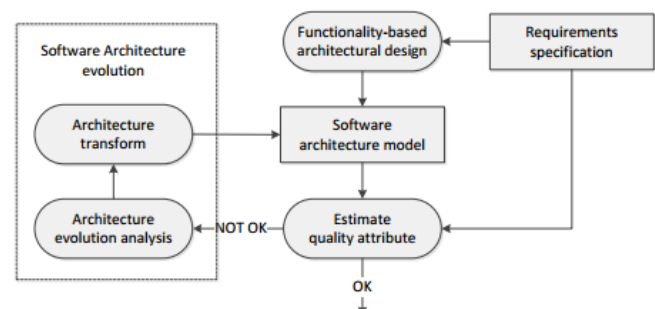 Software Architecture
evolution
Functionality-based
architectural design
Requirements
specification
Architecture
transform
Software
architecture model
Architecture
evolution analysis
NOT OK
Estimate
quality attribute
OK